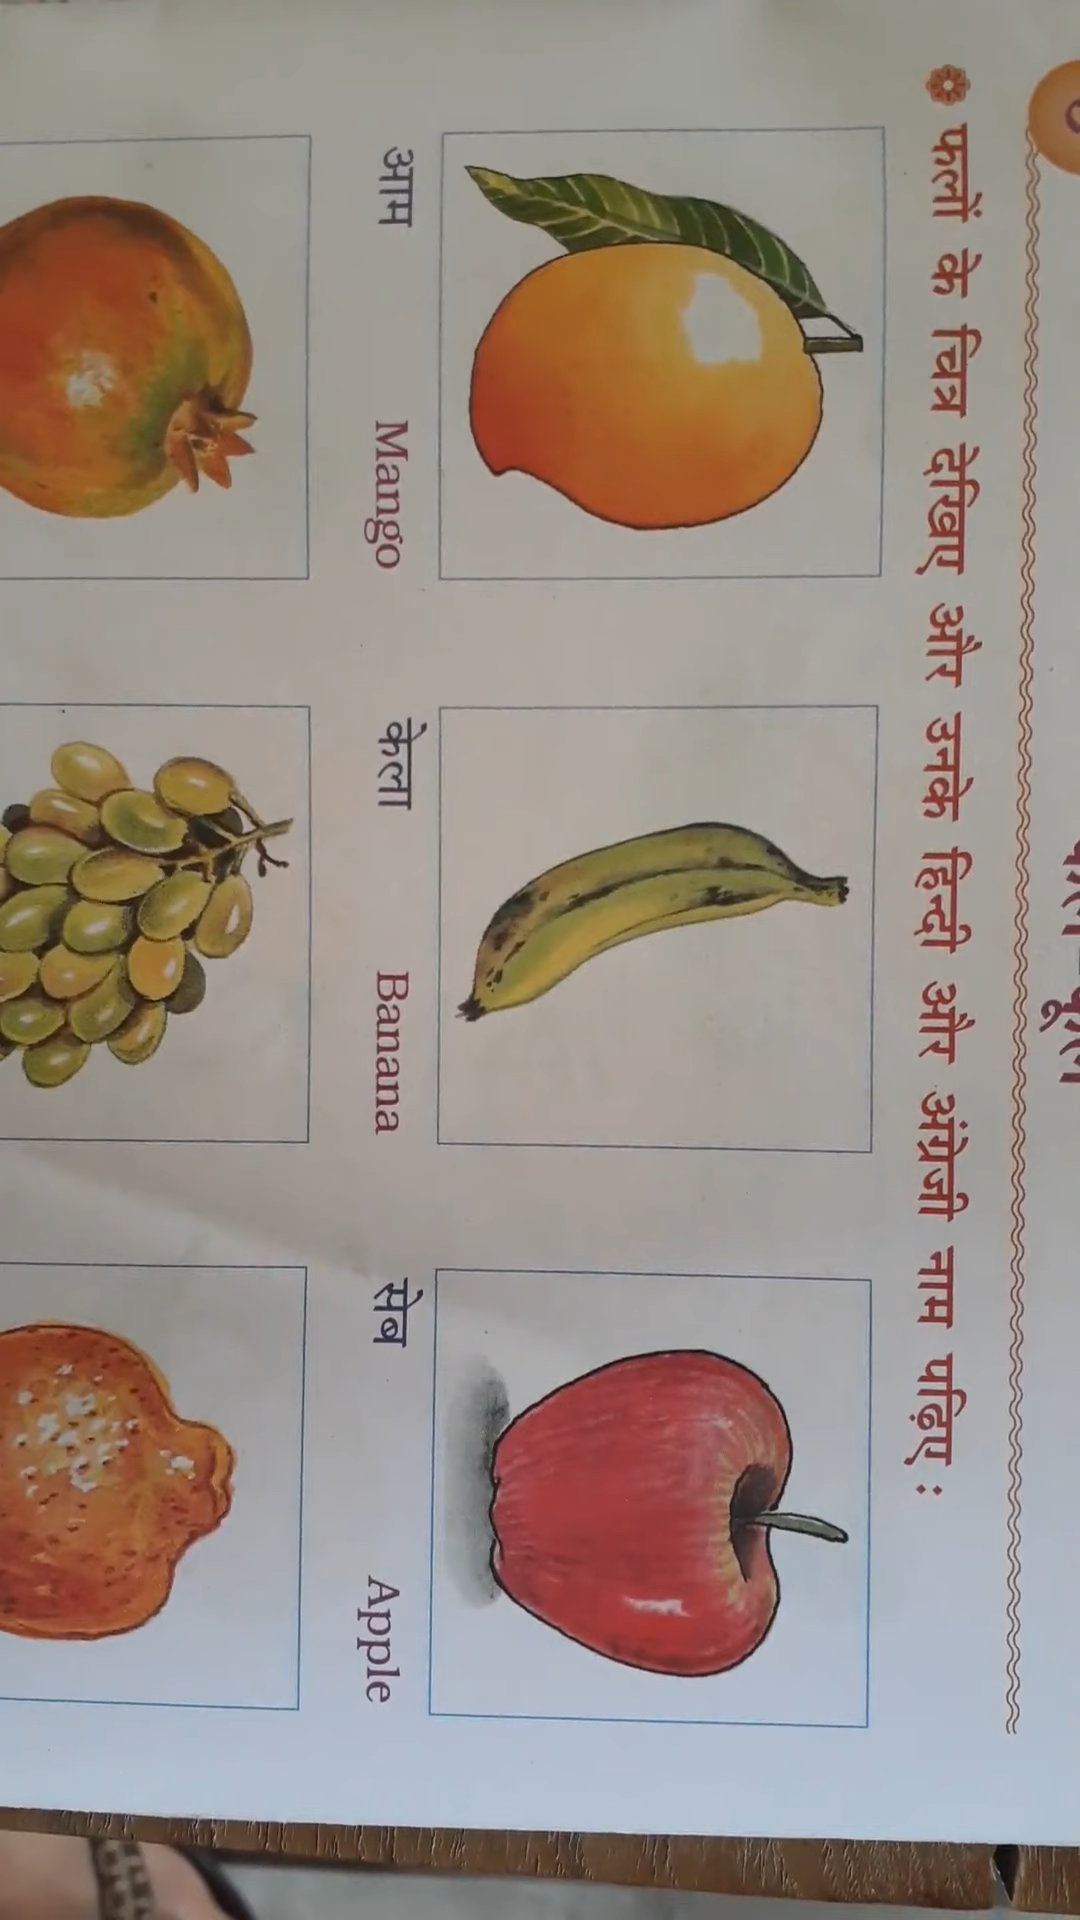 फलों के चित्र देखिए और उनके हिन्दी और अंग्रेजी नाम पढ़िए :
आम Mango केला Banana सेब Apple